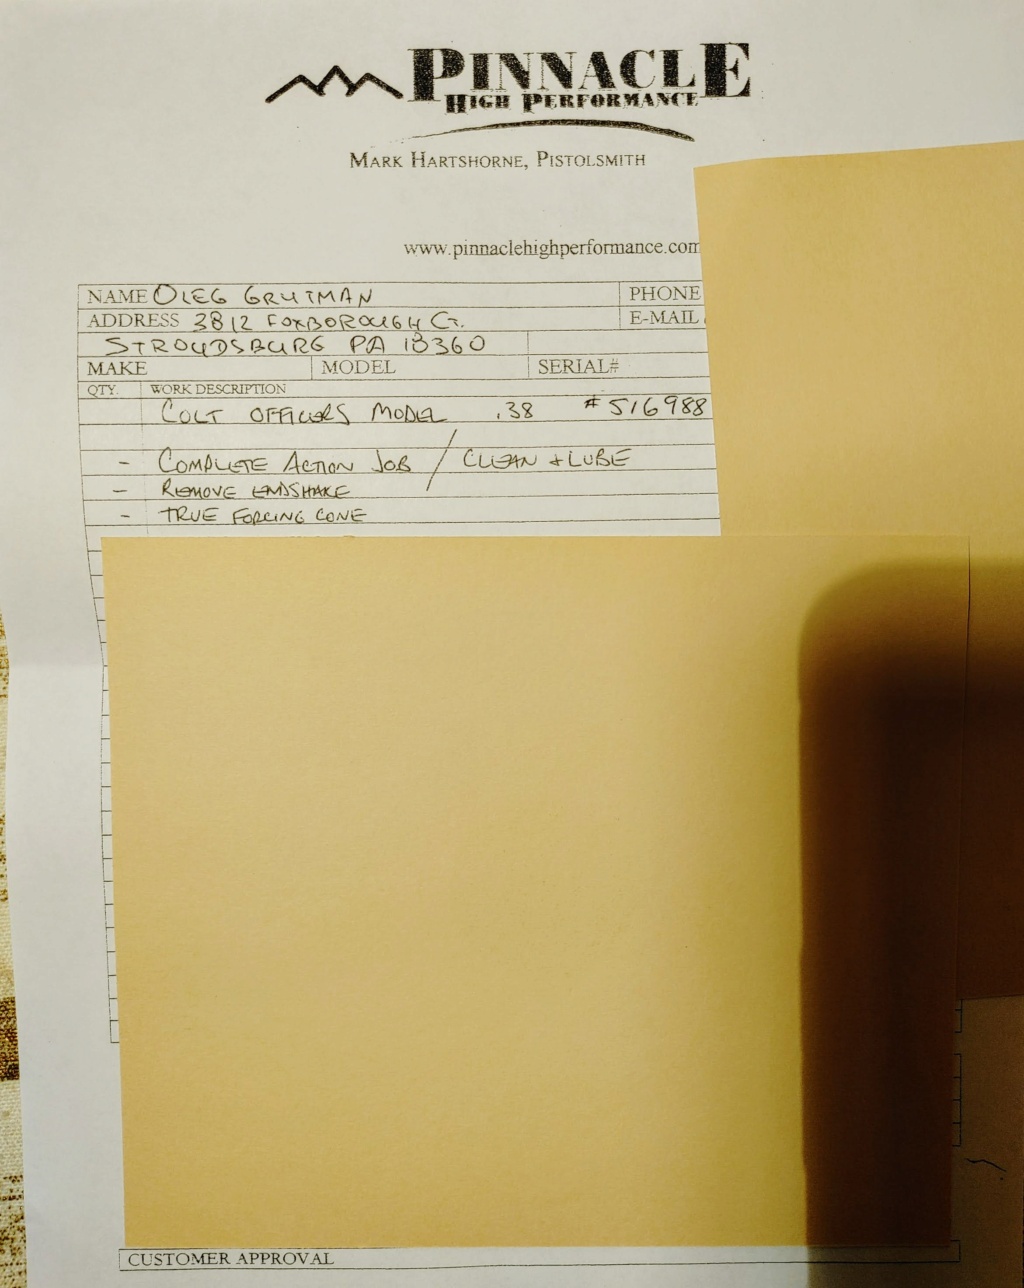 PINNACLE
HIGH PERFORMANCE
MARK HARTSHORNE, PISTOLSMITH
www.pinnaclehighperformance.com
NAME OLEG GRUTMAN PHONE
ADDRESS 3812 FOXBOROUGH CT. E-MAIL
STROUDSBURG PA 18360
MAKE MODEL SERIAL#
QTY. WORK DESCRIPTION
COLT OFFICERS MODEL .38 #516988
- COMPLETE ACTION JOB / CLEAN + LUBE
- REMOVE ENDSHAKE
- TRUE FORCING CONE
CUSTOMER APPROVAL